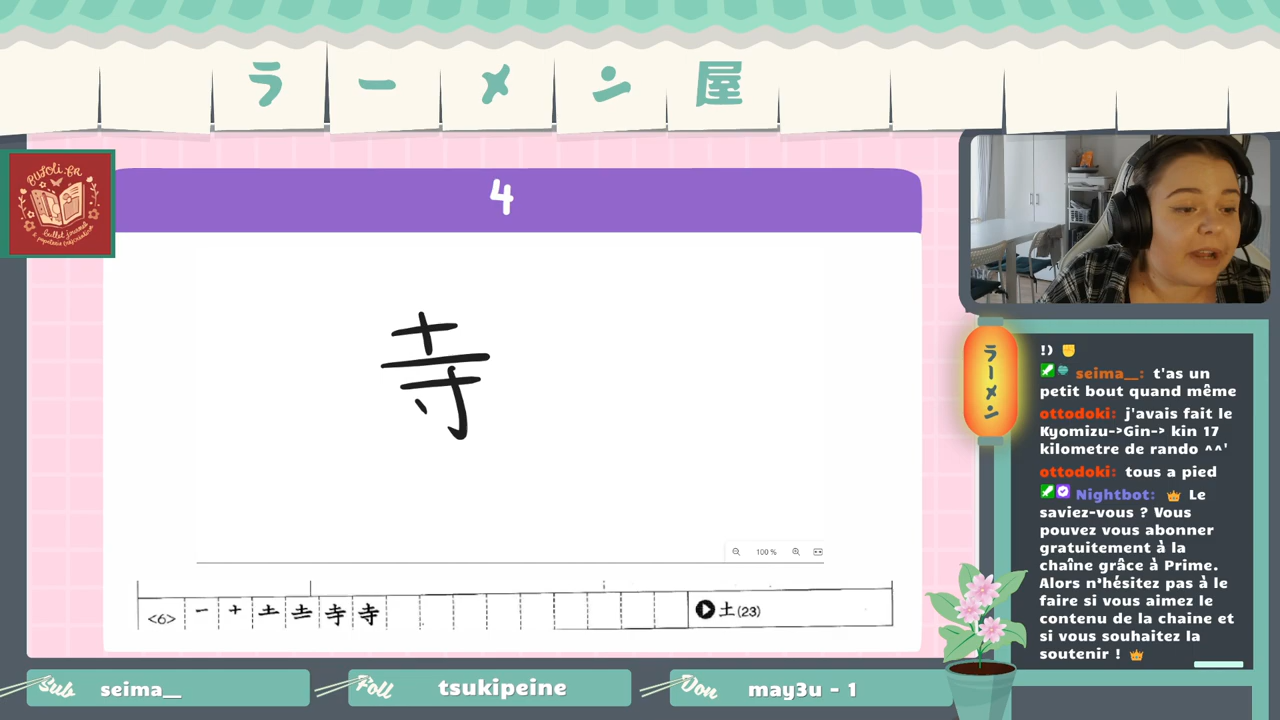 ラーメン屋
pujoli.fr
bullet journal
4
寺
100 %
<6> 一 十 土 寺 寺
土(23)
ラーメン
!) ✊
seima__: t'as un
petit bout quand même
ottodoki: j'avais fait le
Kyomizu->Gin-> kin 17
kilometre de rando ^^'
ottodoki: tous a pied
Nightbot: 👑 Le
saviez-vous ? Vous
pouvez vous abonner
gratuitement à la
chaîne grâce à Prime.
Alors n'hésitez pas à le
faire si vous aimez le
contenu de la chaine et
si vous souhaitez la
soutenir ! 👑
Sub seima__
Foll tsukipeine
Don may3u - 1